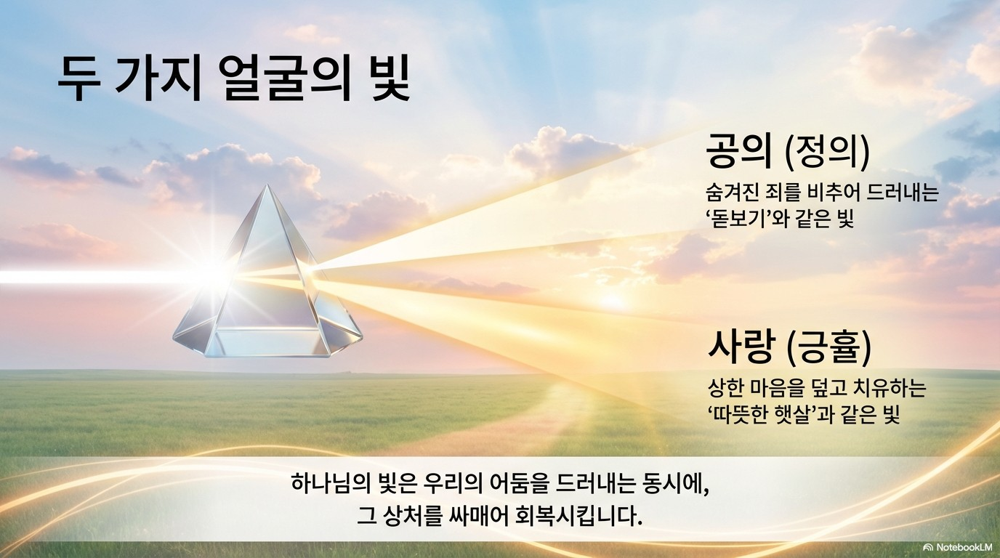 두 가지 얼굴의 빛
공의 (정의)
숨겨진 죄를 비추어 드러내는
‘돋보기’와 같은 빛
사랑 (긍휼)
상한 마음을 덮고 치유하는
‘따뜻한 햇살’과 같은 빛
하나님의 빛은 우리의 어둠을 드러내는 동시에,
그 상처를 싸매어 회복시킵니다.
NotebookLM